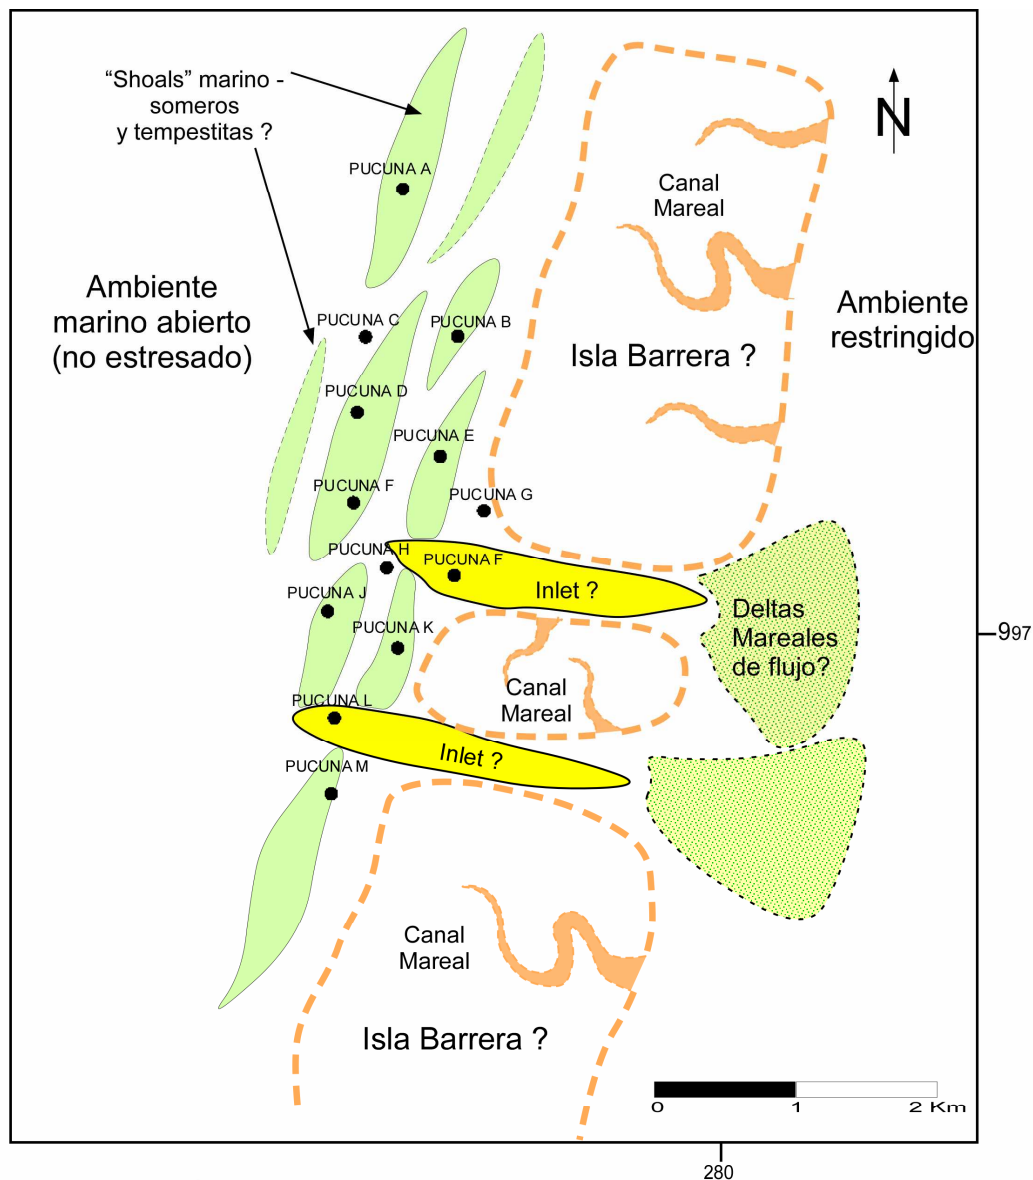 “Shoals” marino -
someros
y tempestitas ?
N
PUCUNA A
Canal
Mareal
Ambiente
marino abierto
(no estresado)
Ambiente
restringido
PUCUNA C
PUCUNA B
Isla Barrera ?
PUCUNA D
PUCUNA E
PUCUNA F
PUCUNA G
PUCUNA H
PUCUNA F
Inlet ?
PUCUNA J
Deltas
Mareales
de flujo?
PUCUNA K
997
Canal
Mareal
PUCUNA L
Inlet ?
PUCUNA M
Canal
Mareal
Isla Barrera ?
0 1 2 Km
280